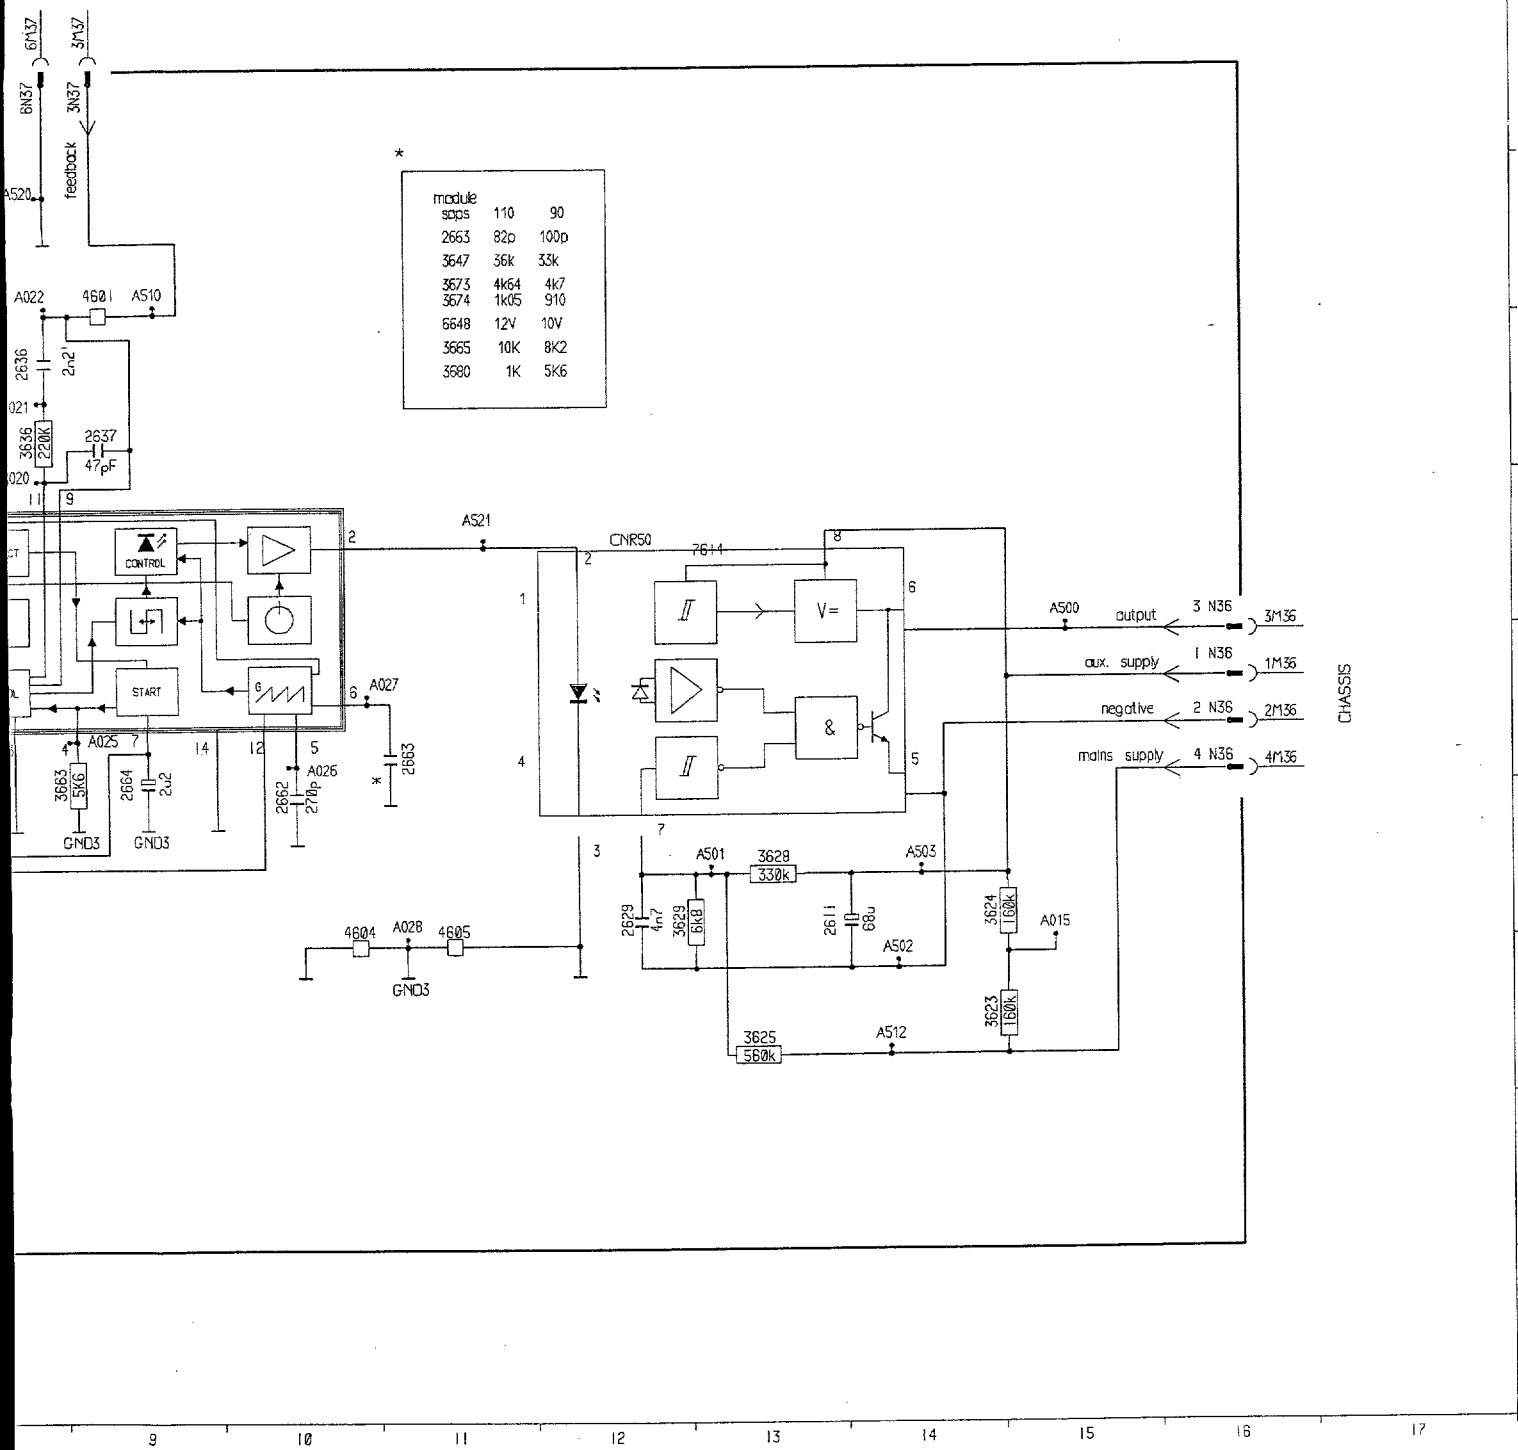 6M37
3M37
6N37
3N37
feedback
A520
*
module
sops 110 90
2663 82p 100p
3647 36k 33k
3673 4k64 4k7
3674 1k05 910
6648 12V 10V
3665 10K 8K2
3680 1K 5K6
A022
4601
A510
2636
2n2
021
3636
220K
2637
47pF
020
11
9
2
A521
CONTROL
START
G
6
A027
4
A025
7
14
12
5
A026
3663
5K6
2664
2u2
2662
270p
*
2663
GND3
GND3
CNR50
7614
8
2
1
6
V=
&
4
5
7
3
A500
output
3 N36
3M36
aux. supply
1 N36
1M36
negative
2 N36
2M36
mains supply
4 N36
4M36
CHASSIS
A501
3628
330k
A503
2629
4n7
3629
6k8
2611
68u
3624
160k
A015
A502
4604
A028
4605
GND3
3623
160k
3625
560k
A512
9 10 11 12 13 14 15 16 17